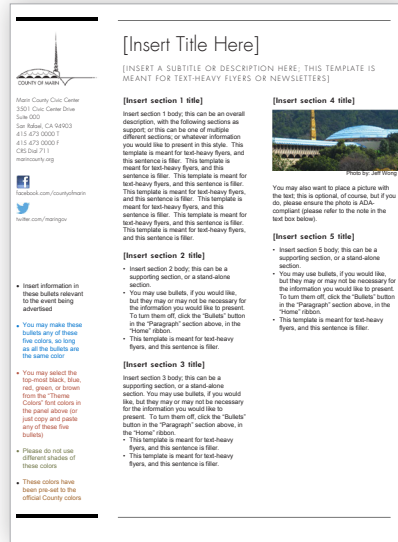 [Insert Title Here]
[INSERT A SUBTITLE OR DESCRIPTION HERE; THIS TEMPLATE IS
MEANT FOR TEXT-HEAVY FLYERS OR NEWSLETTERS]
COUNTY OF MARIN
Marin County Civic Center
3501 Civic Center Drive
Suite 000
San Rafael, CA 94903
415 473 0000 T
415 473 0000 F
CRS Dial 711
marincounty.org
facebook.com/countyofmarin
twitter.com/maringov
• Insert information in
these bullets relevant
to the event being
advertised
• You may make these
bullets any of these
five colors, so long
as all the bullets are
the same color
• You may select the
top-most black, blue,
red, green, or brown
from the "Theme
Colors" font colors in
the panel above (or
just copy and paste
any of these five
bullets)
• Please do not use
different shades of
these colors
• These colors have
been pre-set to the
official County colors
[Insert section 1 title]
Insert section 1 body; this can be an overall
description, with the following sections as
support; or this can be one of multiple
different sections; or whatever information
you would like to present in this style. This
template is meant for text-heavy flyers, and
this sentence is filler. This template is
meant for text-heavy flyers, and this
sentence is filler. This template is meant for
text-heavy flyers, and this sentence is filler.
This template is meant for text-heavy flyers,
and this sentence is filler. This template is
meant for text-heavy flyers, and this
sentence is filler. This template is meant for
text-heavy flyers, and this sentence is filler.
This template is meant for text-heavy flyers,
and this sentence is filler.
[Insert section 2 title]
• Insert section 2 body; this can be a
supporting section, or a stand-alone
section.
• You may use bullets, if you would like,
but they may or may not be necessary for
the information you would like to present.
To turn them off, click the "Bullets" button
in the "Paragraph" section above, in the
"Home" ribbon.
• This template is meant for text-heavy
flyers, and this sentence is filler.
[Insert section 3 title]
Insert section 3 body; this can be a
supporting section, or a stand-alone
section. You may use bullets, if you would
like, but they may or may not be necessary
for the information you would like to
present. To turn them off, click the "Bullets"
button in the "Paragraph" section above, in
the "Home" ribbon.
• This template is meant for text-heavy
flyers, and this sentence is filler.
• This template is meant for text-heavy
flyers, and this sentence is filler.
[Insert section 4 title]
Photo by: Jeff Wong
You may also want to place a picture with
the text; this is optional, of course, but if you
do, please ensure the photo is ADA-
compliant (please refer to the note in the
text box below).
[Insert section 5 title]
• Insert section 5 body; this can be a
supporting section, or a stand-alone
section.
• You may use bullets, if you would like,
but they may or may not be necessary for
the information you would like to present.
To turn them off, click the "Bullets" button
in the "Paragraph" section above, in the
"Home" ribbon.
• This template is meant for text-heavy
flyers, and this sentence is filler.